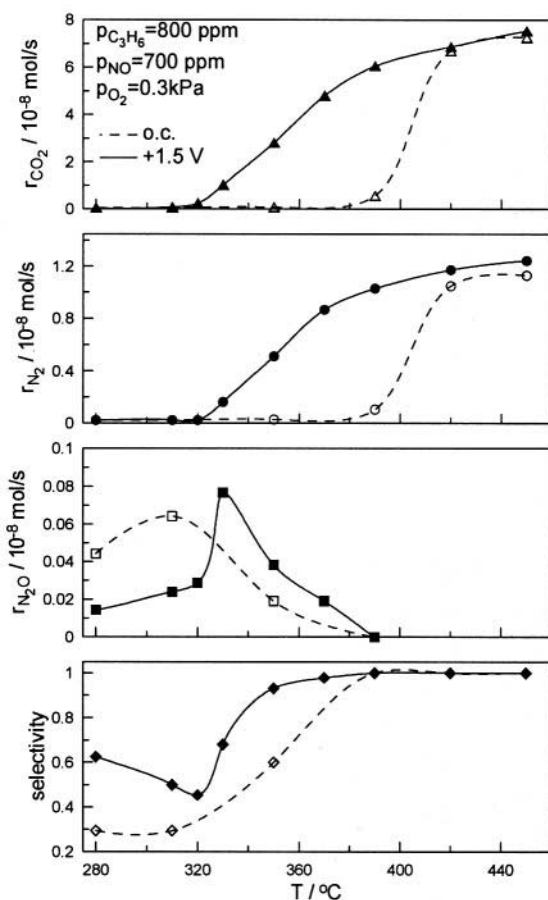 p_C₃H₆=800 ppm
p_NO=700 ppm
p_O₂=0.3kPa
o.c.
+1.5 V
r_CO₂ / 10⁻⁸ mol/s
8
6
4
2
0
r_N₂ / 10⁻⁸ mol/s
1.2
0.8
0.4
0
r_N₂O / 10⁻⁸ mol/s
0.1
0.08
0.06
0.04
0.02
0
selectivity
1
0.8
0.6
0.4
0.2
280 320 360 400 440
T / ºC